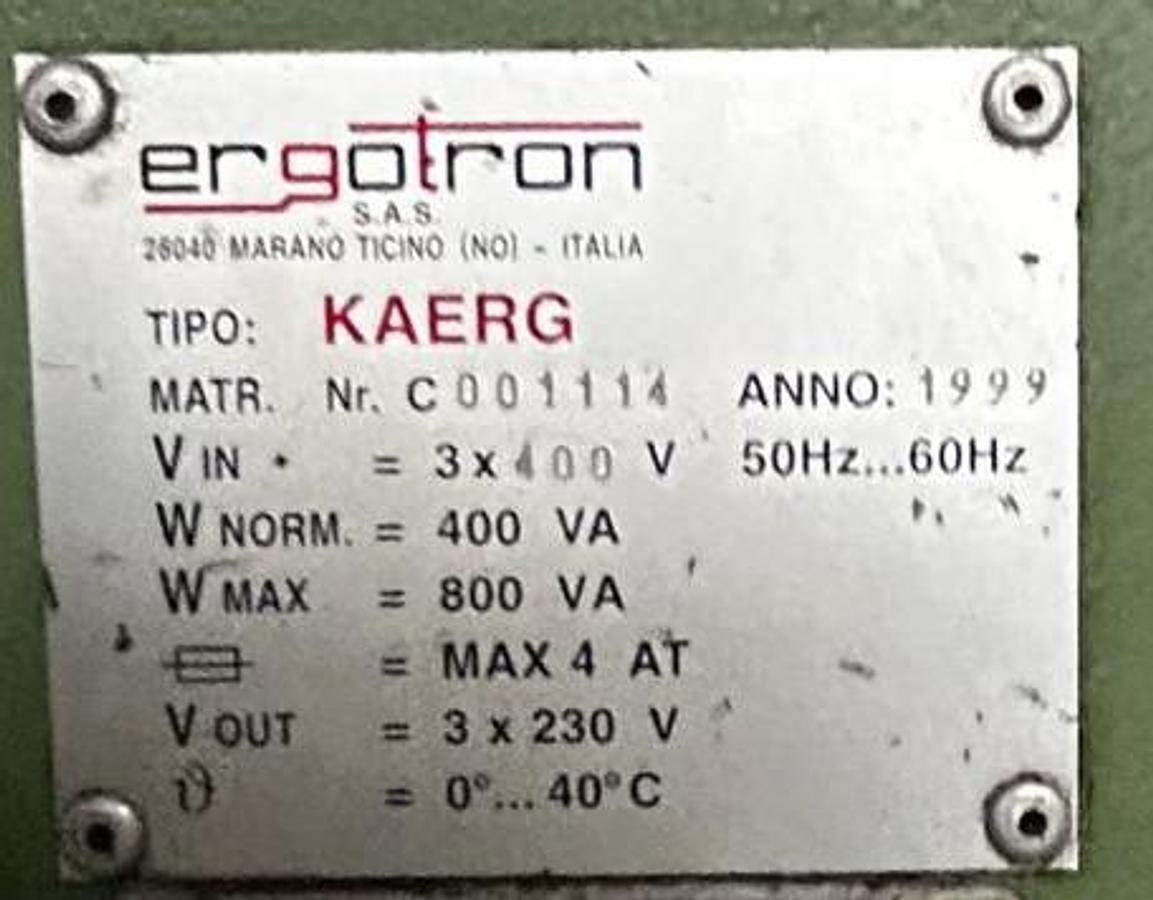 ergotron
S.A.S.
28040 MARANO TICINO (NO) - ITALIA
TIPO: KAERG
MATR. Nr. C 001114 ANNO: 1999
V IN • = 3 x 400 V 50Hz...60Hz
W NORM. = 400 VA
W MAX = 800 VA
= MAX 4 AT
V OUT = 3 x 230 V
ϑ = 0°... 40°C